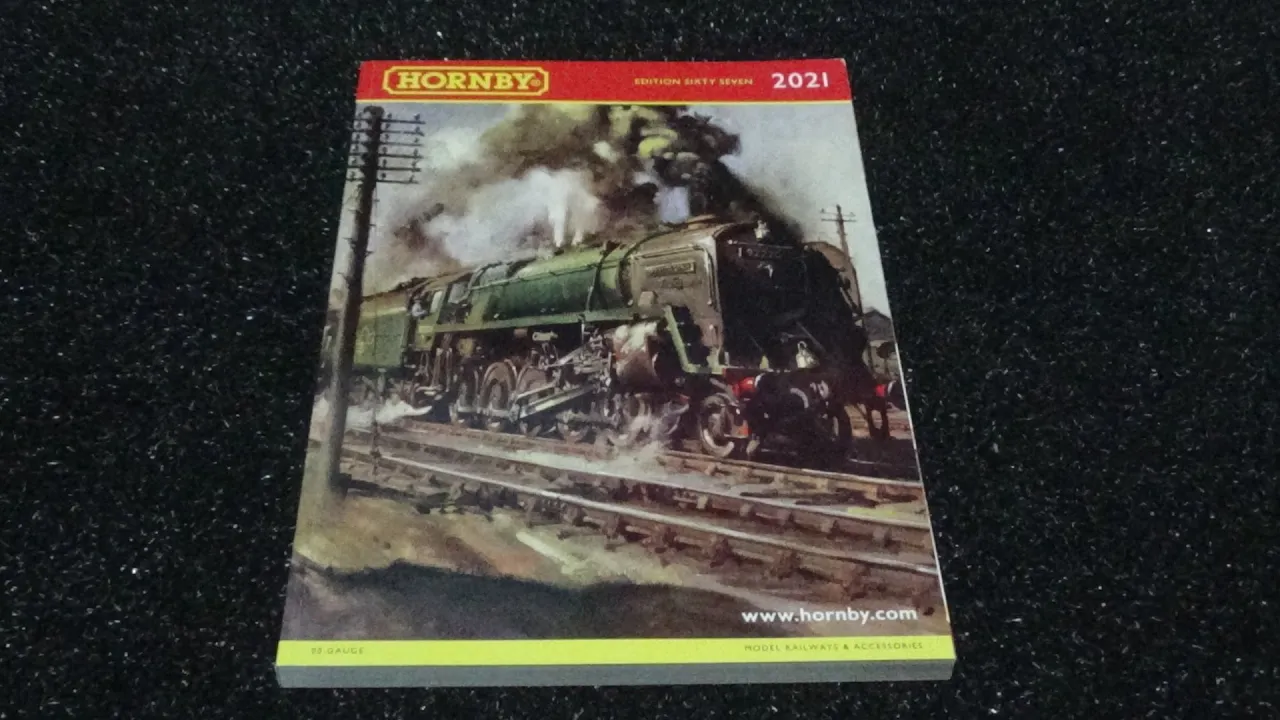 HORNBY®
EDITION SIXTY SEVEN 2021
www.hornby.com
00 GAUGE
MODEL RAILWAYS & ACCESSORIES